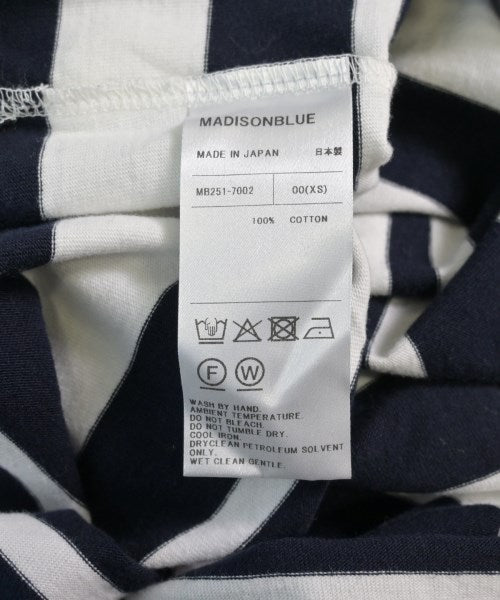 MADISONBLUE
MADE IN JAPAN 日本製
MB251-7002 00(XS)
100% COTTON
F W
WASH BY HAND.
AMBIENT TEMPERATURE.
DO NOT BLEACH.
DO NOT TUMBLE DRY.
COOL IRON.
DRYCLEAN PETROLEUM SOLVENT
ONLY.
WET CLEAN GENTLE.